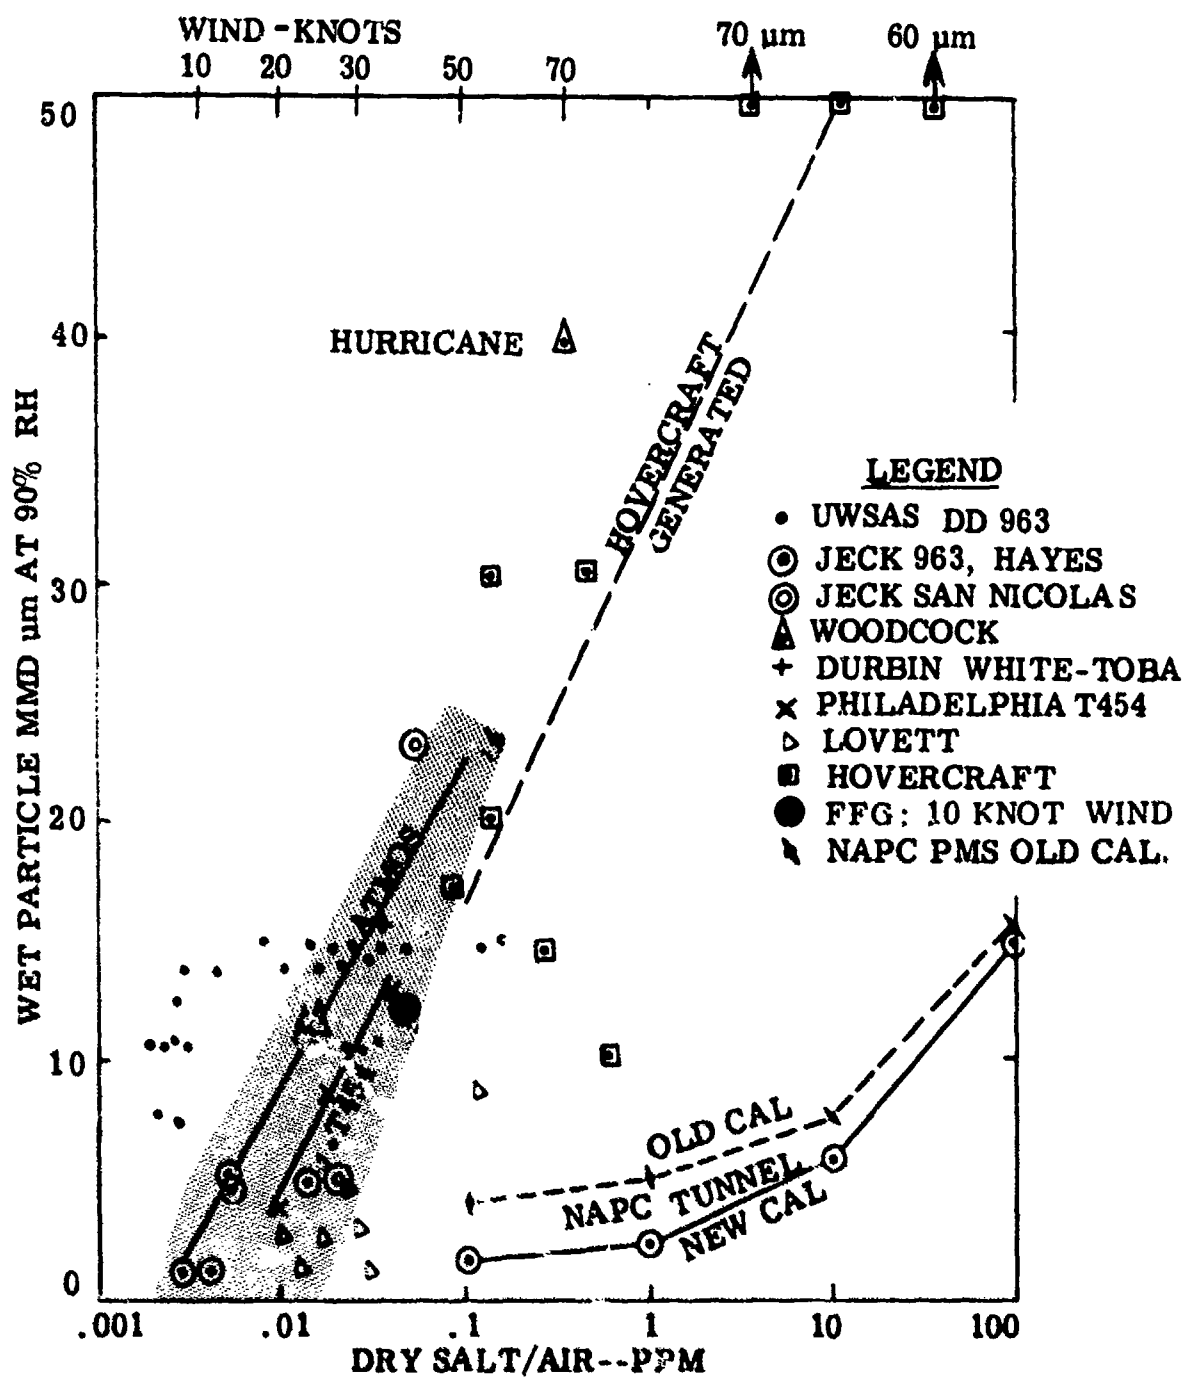 WIND - KNOTS
10 20 30 50 70
70 µm
60 µm
50
40
30
20
10
0
WET PARTICLE MMD um AT 90% RH
HURRICANE
HOVERCRAFT
GENERATED
LEGEND
UWSAS DD 963
JECK 963, HAYES
JECK SAN NICOLAS
WOODCOCK
DURBIN WHITE-TOBA
PHILADELPHIA T454
LOVETT
HOVERCRAFT
FFG: 10 KNOT WIND
NAPC PMS OLD CAL.
ATMOS
T454
OLD CAL
NAPC TUNNEL
NEW CAL
.001 .01 .1 1 10 100
DRY SALT/AIR--PPM